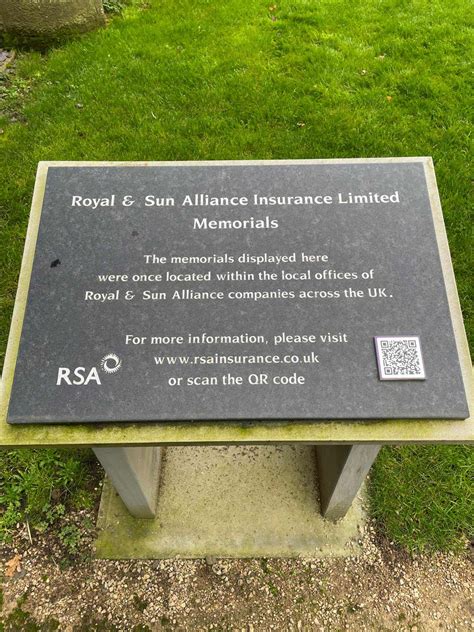 Royal & Sun Alliance Insurance Limited
Memorials
The memorials displayed here
were once located within the local offices of
Royal & Sun Alliance companies across the UK.
For more information, please visit
www.rsainsurance.co.uk
or scan the QR code
RSA